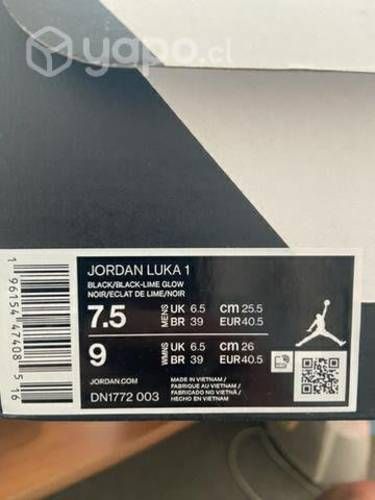 yapo.cl
JORDAN LUKA 1
BLACK/BLACK-LIME GLOW
NOIR/ECLAT DE LIME/NOIR
7.5 MENS UK 6.5 cm 25.5
BR 39 EUR 40.5
9 WMNS UK 6.5 cm 26
BR 39 EUR 40.5
JORDAN.COM
DN1772 003
MADE IN VIETNAM /
FABRIQUE AU VIETNAM /
FABRICADO NO VIETNÃ /
HECHO EN VIETNAM
1 96154 47408 5 16